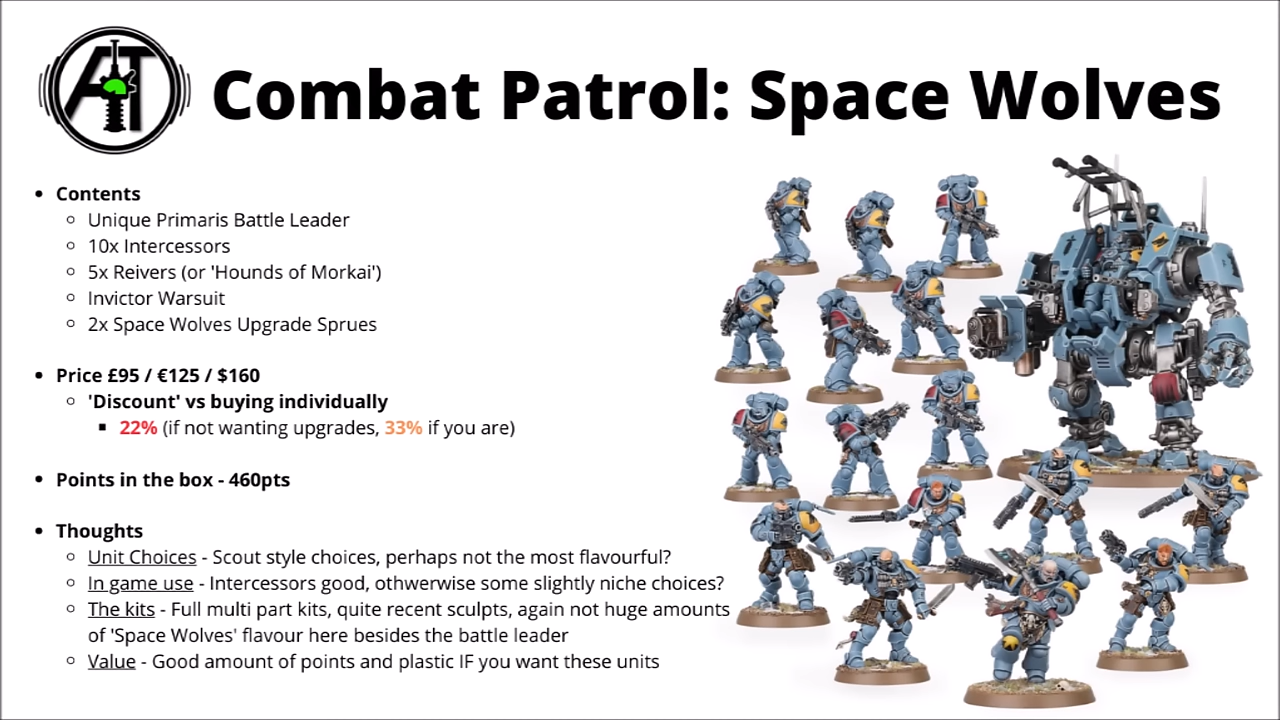 AT
Combat Patrol: Space Wolves
• Contents
○ Unique Primaris Battle Leader
○ 10x Intercessors
○ 5x Reivers (or 'Hounds of Morkai')
○ Invictor Warsuit
○ 2x Space Wolves Upgrade Sprues
• Price £95 / €125 / $160
○ 'Discount' vs buying individually
▪ 22% (if not wanting upgrades, 33% if you are)
• Points in the box - 460pts
• Thoughts
○ Unit Choices - Scout style choices, perhaps not the most flavourful?
○ In game use - Intercessors good, othwerwise some slightly niche choices?
○ The kits - Full multi part kits, quite recent sculpts, again not huge amounts
of 'Space Wolves' flavour here besides the battle leader
○ Value - Good amount of points and plastic IF you want these units